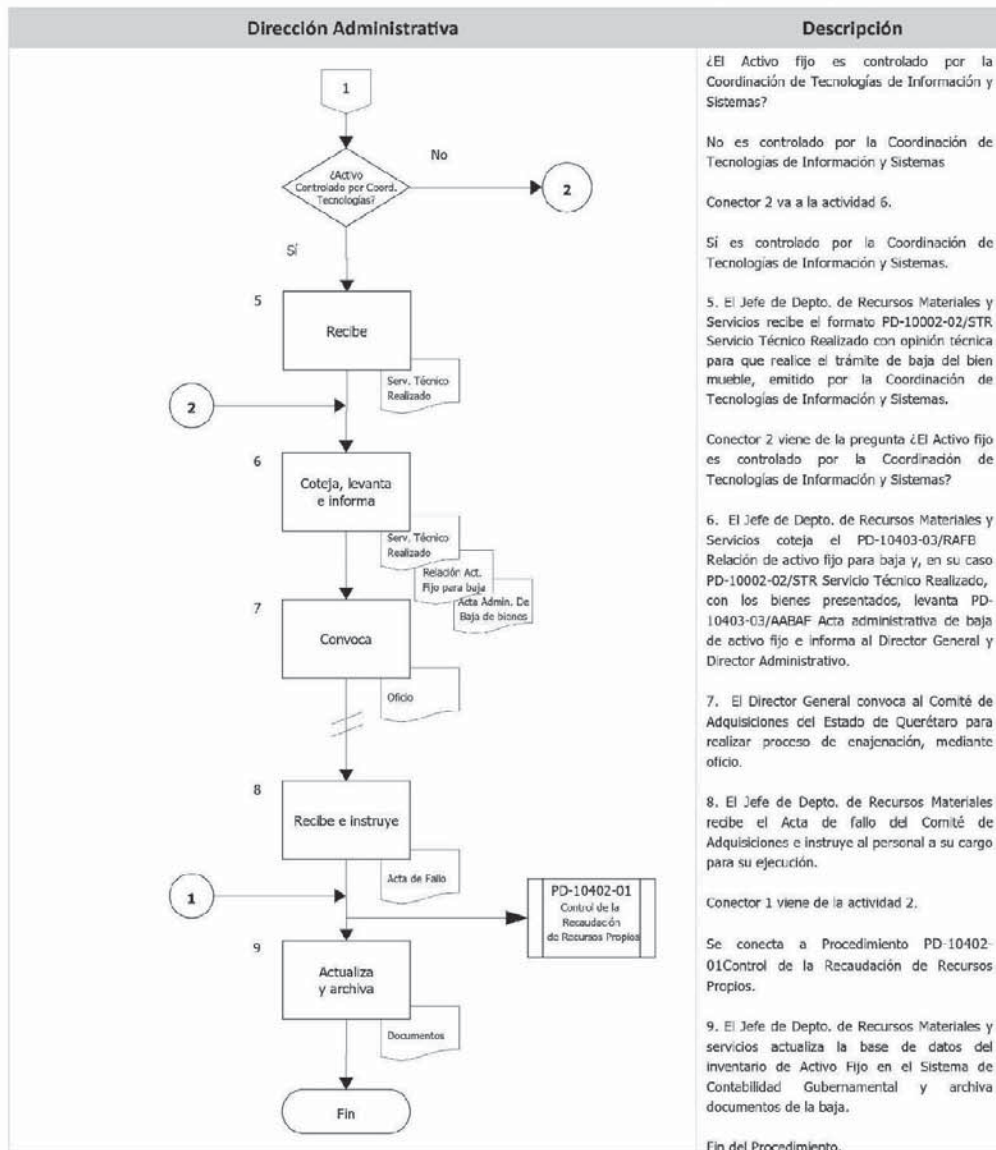 Dirección Administrativa
Descripción
1
¿Activo
Controlado por Coord.
Tecnologías?
No
2
Sí
5
Recibe
Serv. Técnico
Realizado
2
6
Coteja, levanta
e informa
Serv. Técnico
Realizado
Relación Act.
Fijo para baja
Acta Admin. De
Baja de bienes
7
Convoca
Oficio
8
Recibe e instruye
Acta de Fallo
1
PD-10402-01
Control de la
Recaudación
de Recursos Propios
9
Actualiza
y archiva
Documentos
Fin
¿El Activo fijo es controlado por la
Coordinación de Tecnologías de Información y
Sistemas?
No es controlado por la Coordinación de
Tecnologías de Información y Sistemas
Conector 2 va a la actividad 6.
Sí es controlado por la Coordinación de
Tecnologías de Información y Sistemas.
5. El Jefe de Depto. de Recursos Materiales y
Servicios recibe el formato PD-10002-02/STR
Servicio Técnico Realizado con opinión técnica
para que realice el trámite de baja del bien
mueble, emitido por la Coordinación de
Tecnologías de Información y Sistemas.
Conector 2 viene de la pregunta ¿El Activo fijo
es controlado por la Coordinación de
Tecnologías de Información y Sistemas?
6. El Jefe de Depto. de Recursos Materiales y
Servicios coteja el PD-10403-03/RAFB
Relación de activo fijo para baja y, en su caso
PD-10002-02/STR Servicio Técnico Realizado,
con los bienes presentados, levanta PD-
10403-03/AABAF Acta administrativa de baja
de activo fijo e informa al Director General y
Director Administrativo.
7. El Director General convoca al Comité de
Adquisiciones del Estado de Querétaro para
realizar proceso de enajenación, mediante
oficio.
8. El Jefe de Depto. de Recursos Materiales
recibe el Acta de fallo del Comité de
Adquisiciones e instruye al personal a su cargo
para su ejecución.
Conector 1 viene de la actividad 2.
Se conecta a Procedimiento PD-10402-
01Control de la Recaudación de Recursos
Propios.
9. El Jefe de Depto. de Recursos Materiales y
servicios actualiza la base de datos del
inventario de Activo Fijo en el Sistema de
Contabilidad Gubernamental y archiva
documentos de la baja.
Fin del Procedimiento.